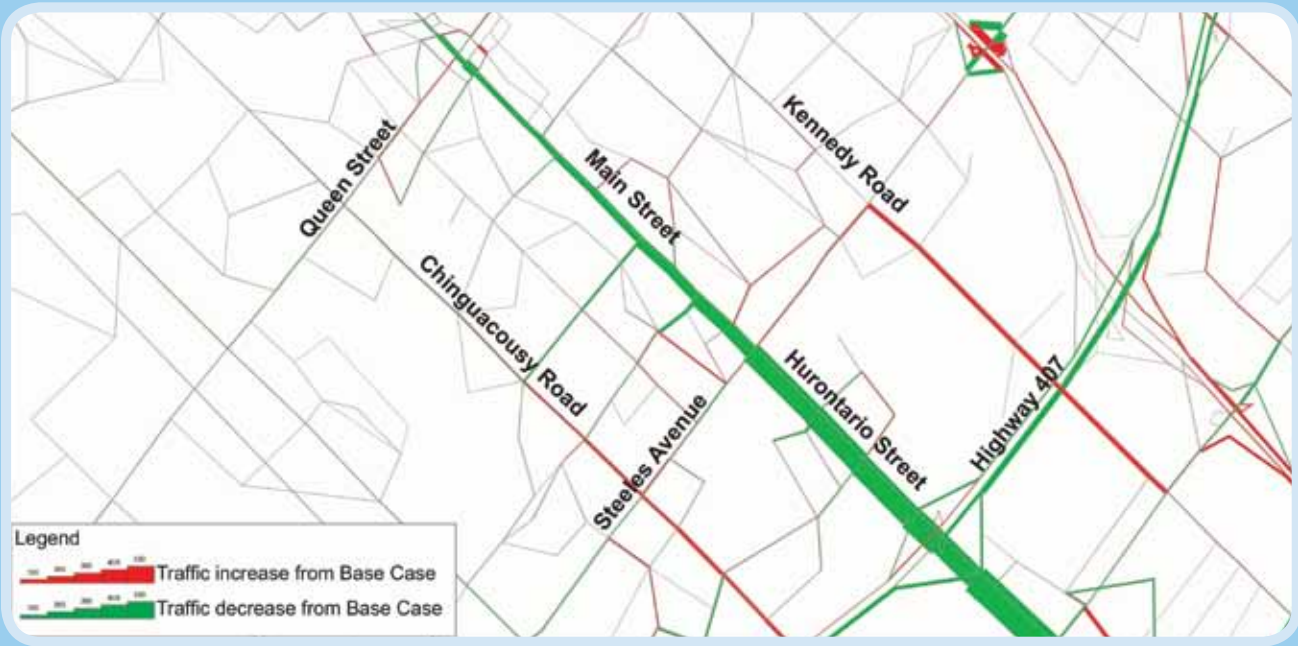 Kennedy Road
Main Street
Queen Street
Chinguacousy Road
Hurontario Street
Highway 407
Steeles Avenue
Legend
Traffic increase from Base Case
Traffic decrease from Base Case